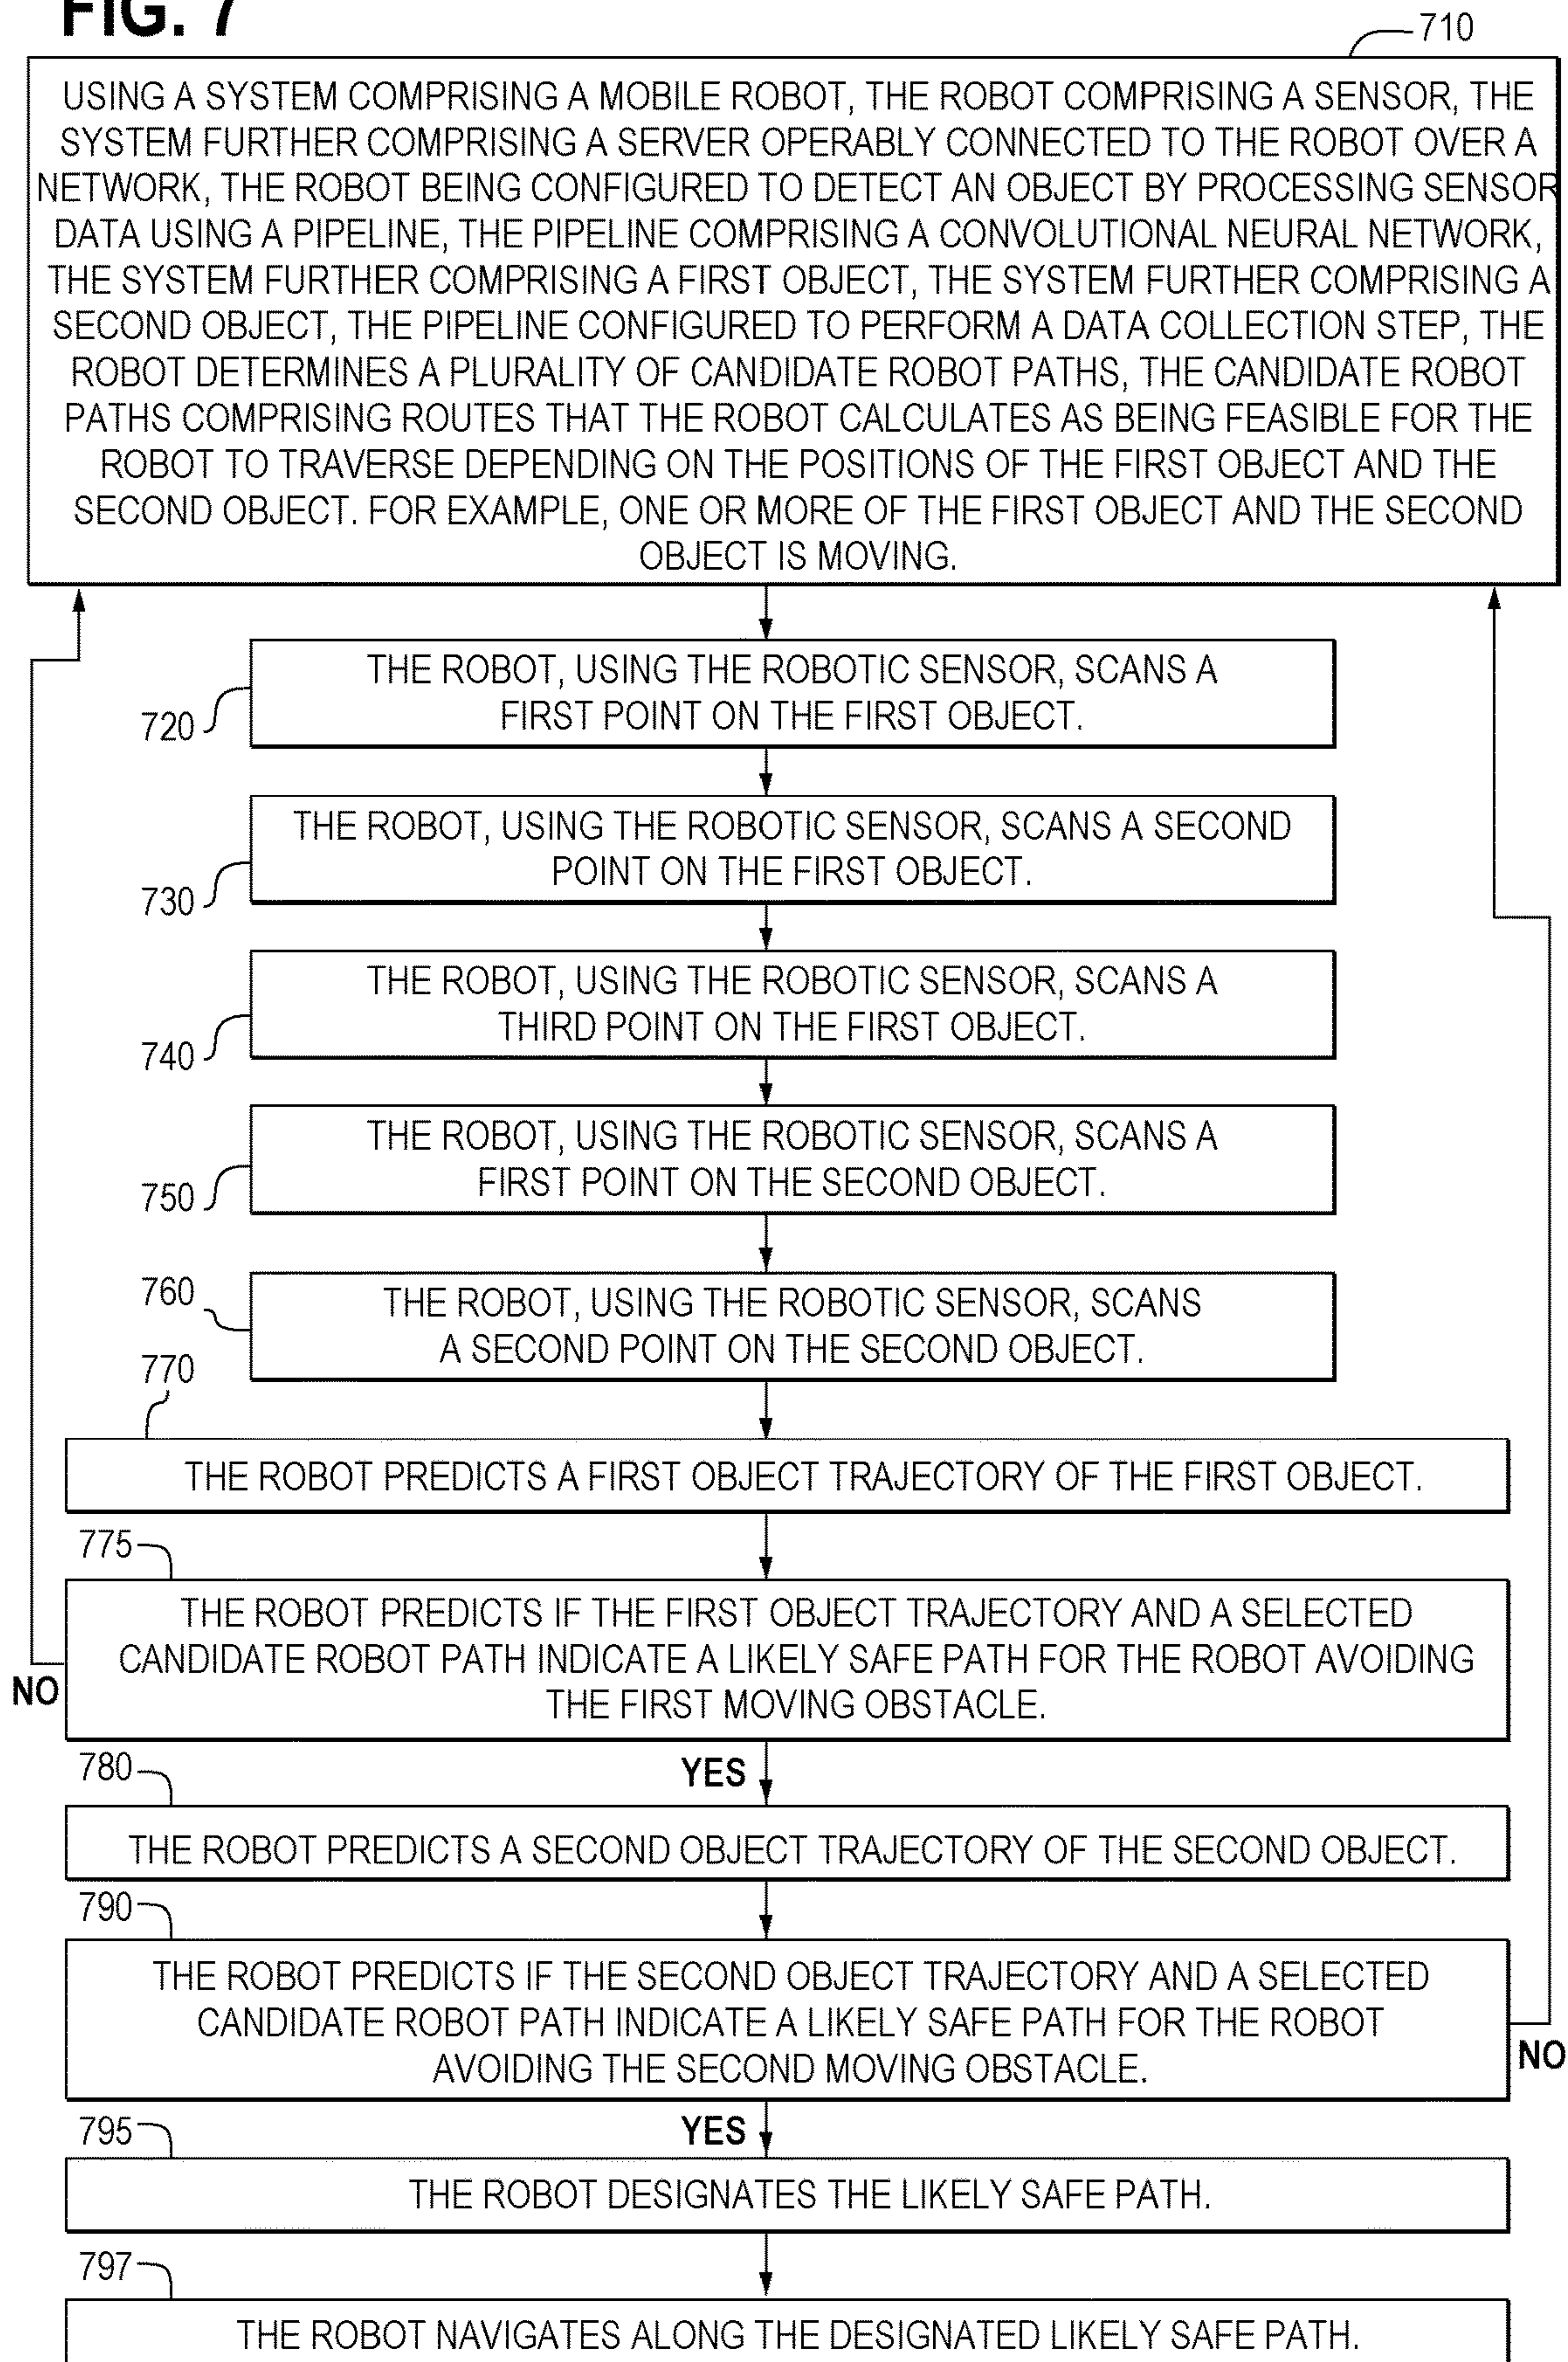 FIG. 7
710
USING A SYSTEM COMPRISING A MOBILE ROBOT, THE ROBOT COMPRISING A SENSOR, THE
SYSTEM FURTHER COMPRISING A SERVER OPERABLY CONNECTED TO THE ROBOT OVER A
NETWORK, THE ROBOT BEING CONFIGURED TO DETECT AN OBJECT BY PROCESSING SENSOR
DATA USING A PIPELINE, THE PIPELINE COMPRISING A CONVOLUTIONAL NEURAL NETWORK,
THE SYSTEM FURTHER COMPRISING A FIRST OBJECT, THE SYSTEM FURTHER COMPRISING A
SECOND OBJECT, THE PIPELINE CONFIGURED TO PERFORM A DATA COLLECTION STEP, THE
ROBOT DETERMINES A PLURALITY OF CANDIDATE ROBOT PATHS, THE CANDIDATE ROBOT
PATHS COMPRISING ROUTES THAT THE ROBOT CALCULATES AS BEING FEASIBLE FOR THE
ROBOT TO TRAVERSE DEPENDING ON THE POSITIONS OF THE FIRST OBJECT AND THE
SECOND OBJECT. FOR EXAMPLE, ONE OR MORE OF THE FIRST OBJECT AND THE SECOND
OBJECT IS MOVING.
THE ROBOT, USING THE ROBOTIC SENSOR, SCANS A
FIRST POINT ON THE FIRST OBJECT.
720
THE ROBOT, USING THE ROBOTIC SENSOR, SCANS A SECOND
POINT ON THE FIRST OBJECT.
730
THE ROBOT, USING THE ROBOTIC SENSOR, SCANS A
THIRD POINT ON THE FIRST OBJECT.
740
THE ROBOT, USING THE ROBOTIC SENSOR, SCANS A
FIRST POINT ON THE SECOND OBJECT.
750
760
THE ROBOT, USING THE ROBOTIC SENSOR, SCANS
A SECOND POINT ON THE SECOND OBJECT.
770
THE ROBOT PREDICTS A FIRST OBJECT TRAJECTORY OF THE FIRST OBJECT.
775
THE ROBOT PREDICTS IF THE FIRST OBJECT TRAJECTORY AND A SELECTED
CANDIDATE ROBOT PATH INDICATE A LIKELY SAFE PATH FOR THE ROBOT AVOIDING
THE FIRST MOVING OBSTACLE.
NO
YES
780
THE ROBOT PREDICTS A SECOND OBJECT TRAJECTORY OF THE SECOND OBJECT.
790
THE ROBOT PREDICTS IF THE SECOND OBJECT TRAJECTORY AND A SELECTED
CANDIDATE ROBOT PATH INDICATE A LIKELY SAFE PATH FOR THE ROBOT
AVOIDING THE SECOND MOVING OBSTACLE.
NO
YES
795
THE ROBOT DESIGNATES THE LIKELY SAFE PATH.
797
THE ROBOT NAVIGATES ALONG THE DESIGNATED LIKELY SAFE PATH.